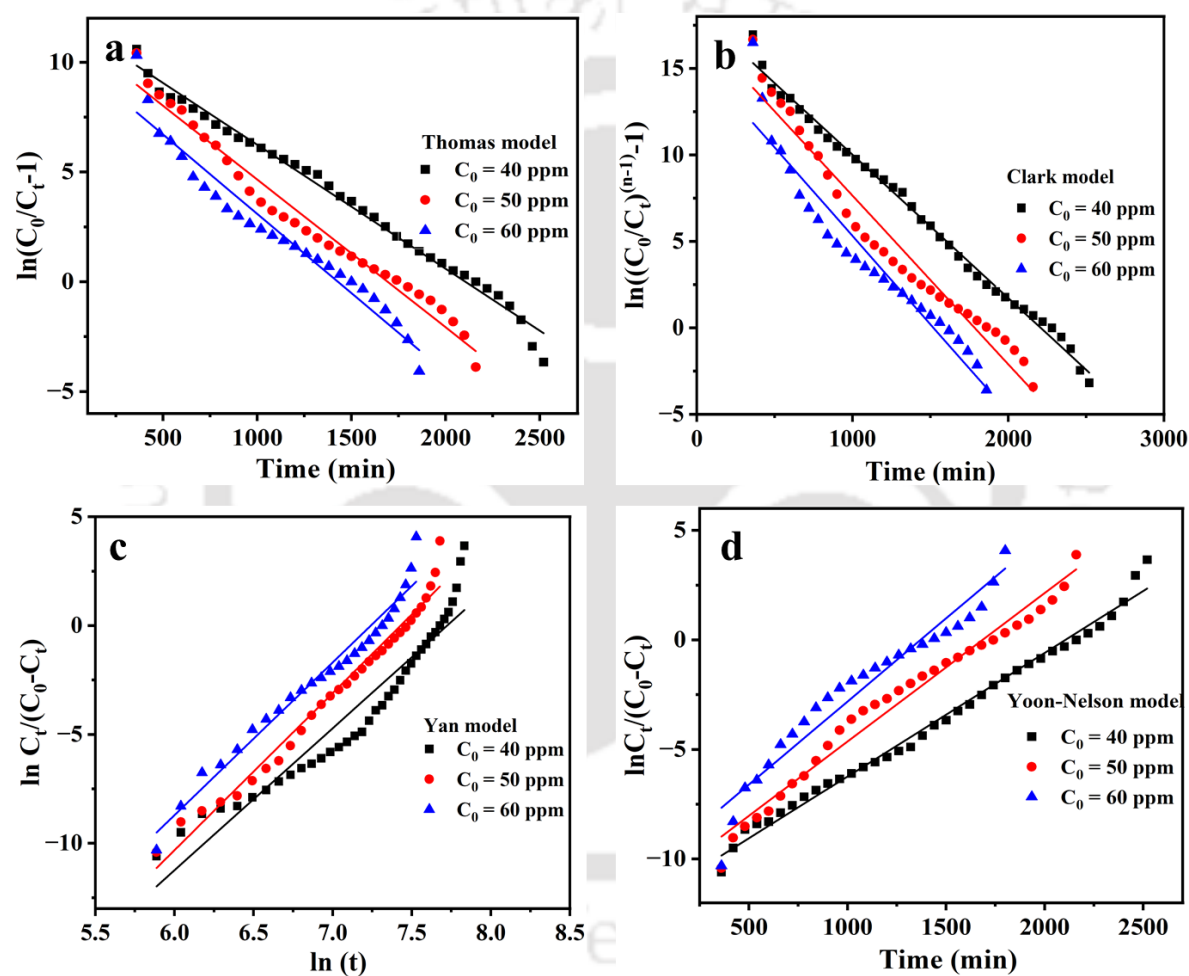 a
Thomas model
C₀ = 40 ppm
C₀ = 50 ppm
C₀ = 60 ppm
ln(C₀/Cₜ-1)
10
5
0
−5
500 1000 1500 2000 2500
Time (min)
b
Clark model
C₀ = 40 ppm
C₀ = 50 ppm
C₀ = 60 ppm
ln((C₀/Cₜ)⁽ⁿ⁻¹⁾-1)
15
10
5
0
−5
0 1000 2000 3000
Time (min)
c
Yan model
C₀ = 40 ppm
C₀ = 50 ppm
C₀ = 60 ppm
ln Cₜ/(C₀-Cₜ)
5
0
−5
−10
5.5 6.0 6.5 7.0 7.5 8.0 8.5
ln (t)
d
Yoon-Nelson model
C₀ = 40 ppm
C₀ = 50 ppm
C₀ = 60 ppm
lnCₜ/(C₀-Cₜ)
5
0
−5
−10
500 1000 1500 2000 2500
Time (min)